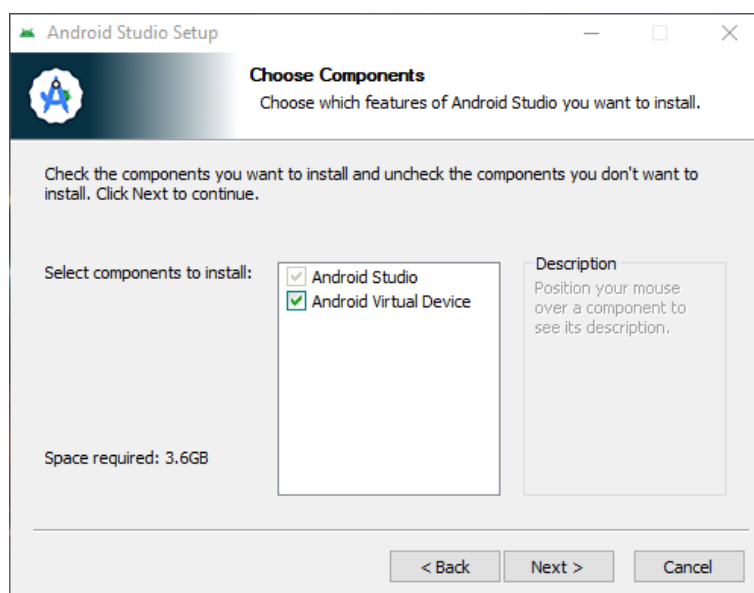 Android Studio Setup
Choose Components
Choose which features of Android Studio you want to install.
Check the components you want to install and uncheck the components you don't want to
install. Click Next to continue.
Select components to install:
Android Studio
Android Virtual Device
Description
Position your mouse
over a component to
see its description.
Space required: 3.6GB
< Back
Next >
Cancel